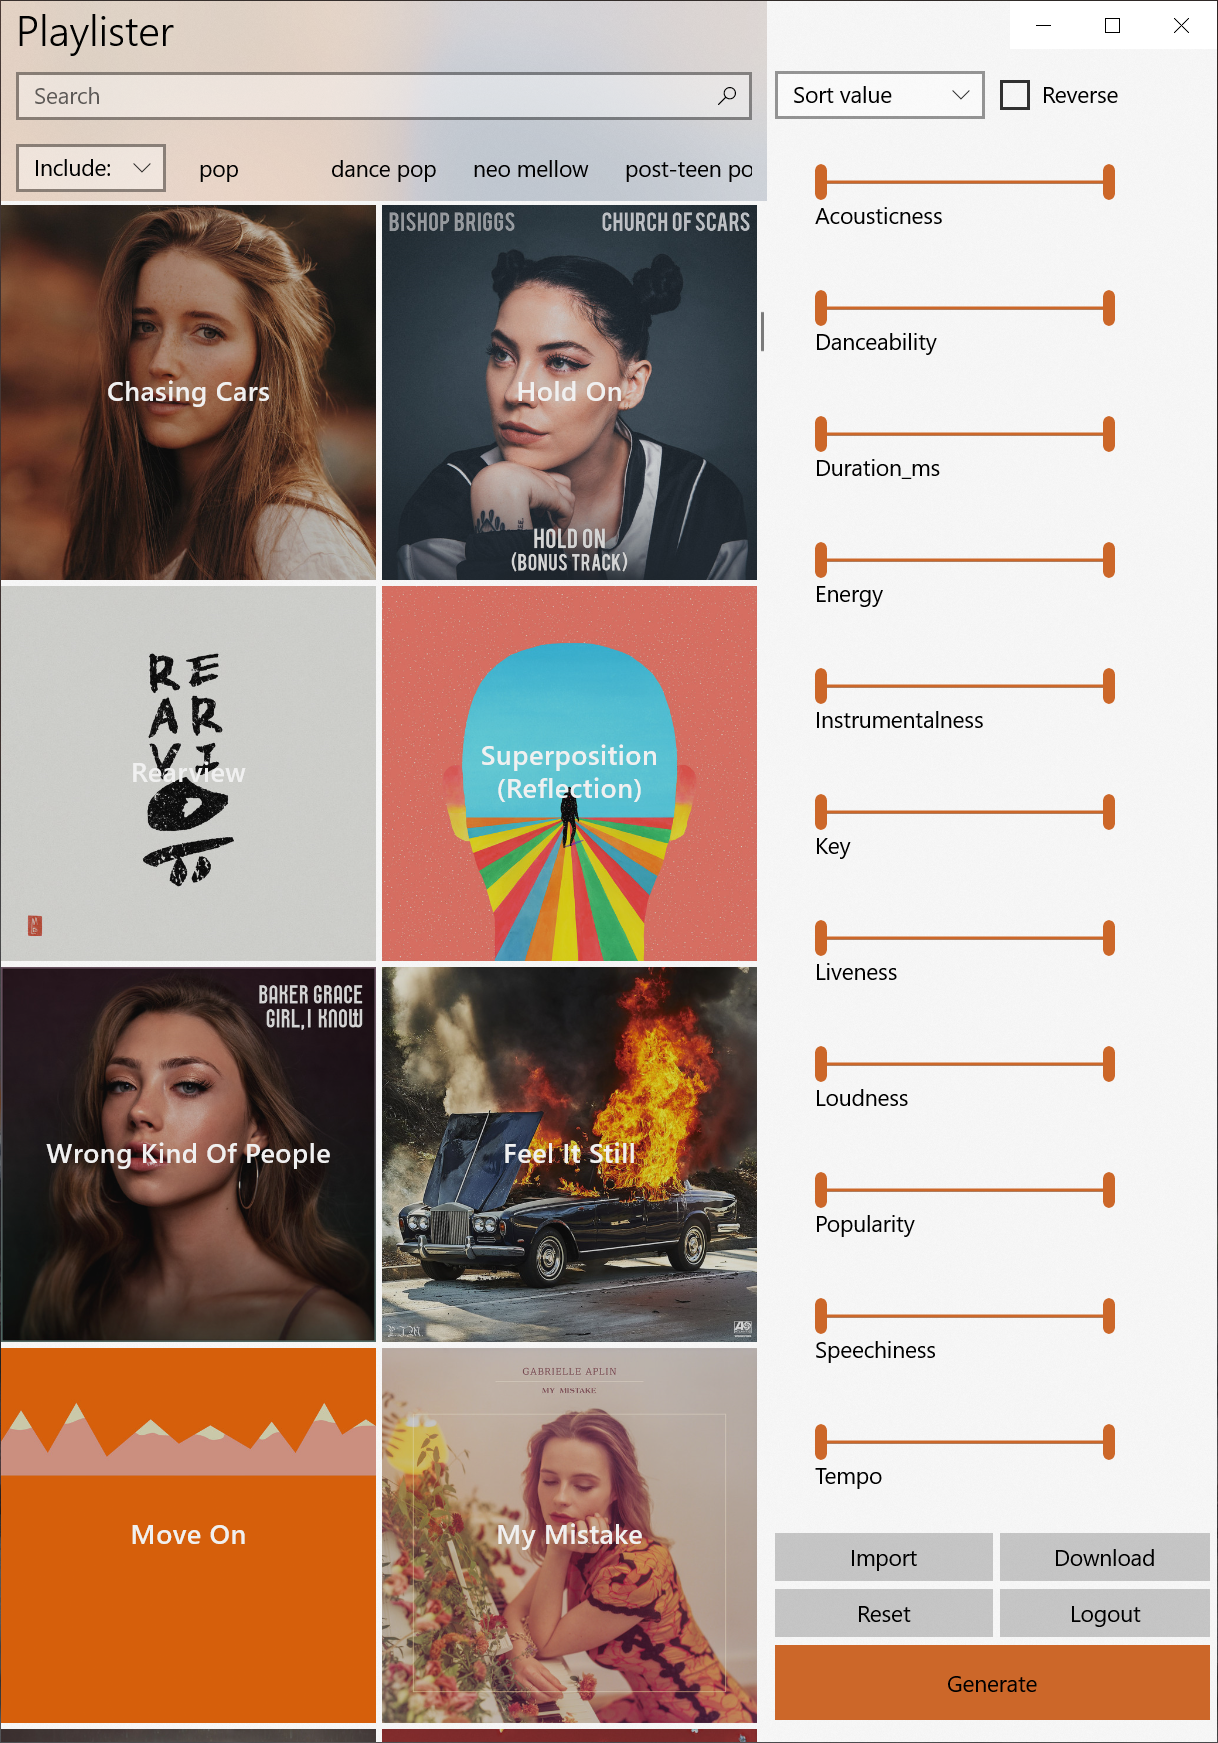 Playlister
Search
Sort value
Reverse
Include:
pop
dance pop
neo mellow
post-teen po
BISHOP BRIGGS
CHURCH OF SCARS
Chasing Cars
Hold On
HOLD ON
(BONUS TRACK)
REARVIEW
Rearview
Superposition
(Reflection)
BAKER GRACE
GIRL, I KNOW
Wrong Kind Of People
Feel It Still
P.TM.
Move On
GABRIELLE APLIN
MY MISTAKE
My Mistake
Acousticness
Danceability
Duration_ms
Energy
Instrumentalness
Key
Liveness
Loudness
Popularity
Speechiness
Tempo
Import
Download
Reset
Logout
Generate